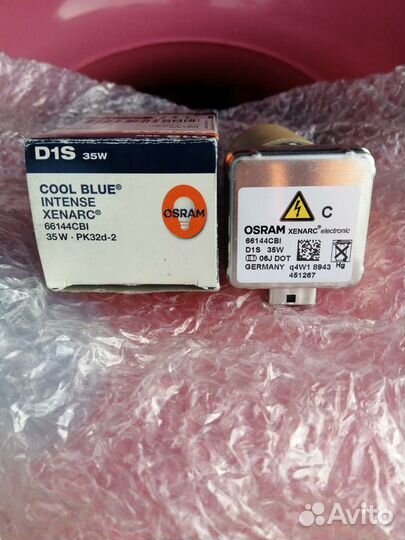 D1S 35W
COOL BLUE®
INTENSE
XENARC®
66144CBI
35W - PK32d-2
OSRAM
C
OSRAM XENARC® electronic
66144CBI
D1S 35W
06J DOT
GERMANY q4W1 8943
451267
Hg
Avito